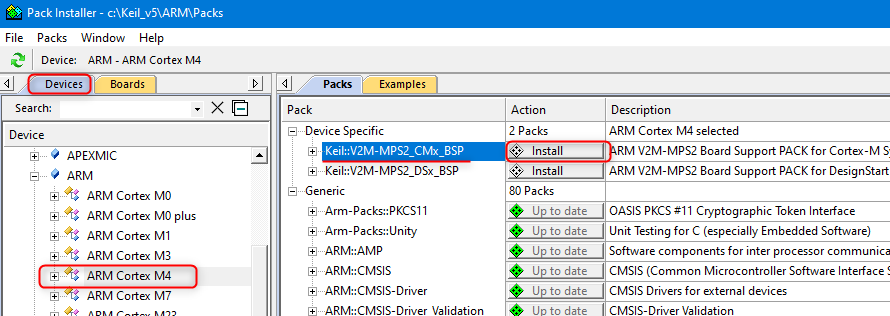 Pack Installer - c:\Keil_v5\ARM\Packs
File Packs Window Help
Device: ARM - ARM Cortex M4
Devices Boards
Search:
Device
APEXMIC
ARM
ARM Cortex M0
ARM Cortex M0 plus
ARM Cortex M1
ARM Cortex M3
ARM Cortex M4
ARM Cortex M7
ARM Cortex M23
Packs Examples
Pack Action Description
Device Specific 2 Packs ARM Cortex M4 selected
Keil::V2M-MPS2_CMx_BSP Install ARM V2M-MPS2 Board Support PACK for Cortex-M Sy
Keil::V2M-MPS2_DSx_BSP Install ARM V2M-MPS2 Board Support PACK for DesignStart
Generic 80 Packs
Arm-Packs::PKCS11 Up to date OASIS PKCS #11 Cryptographic Token Interface
Arm-Packs::Unity Up to date Unit Testing for C (especially Embedded Software)
ARM::AMP Up to date Software components for inter processor communica
ARM::CMSIS Up to date CMSIS (Common Microcontroller Software Interface S
ARM::CMSIS-Driver Up to date CMSIS Drivers for external devices
ARM::CMSIS-Driver_Validation Up to date CMSIS-Driver Validation